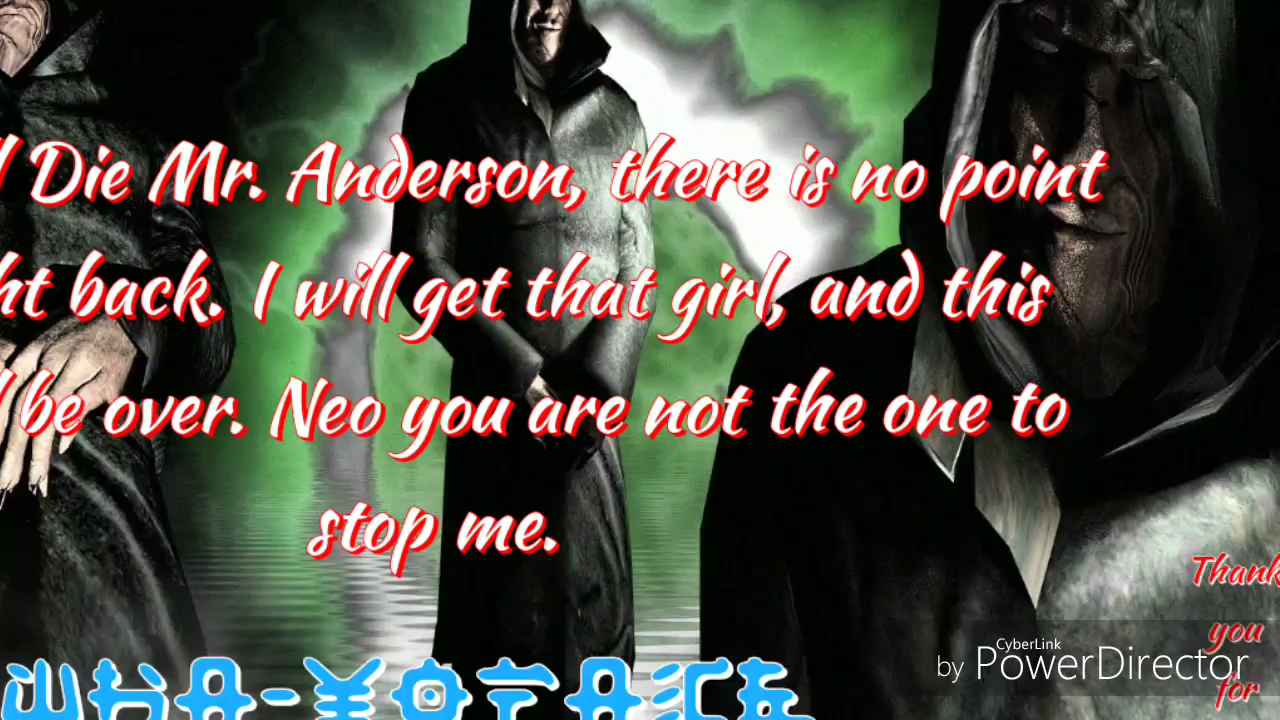 Die Mr. Anderson, there is no point
back. I will get that girl, and this
be over. Neo you are not the one to
stop me.
Thank
you
for
CyberLink
by PowerDirector